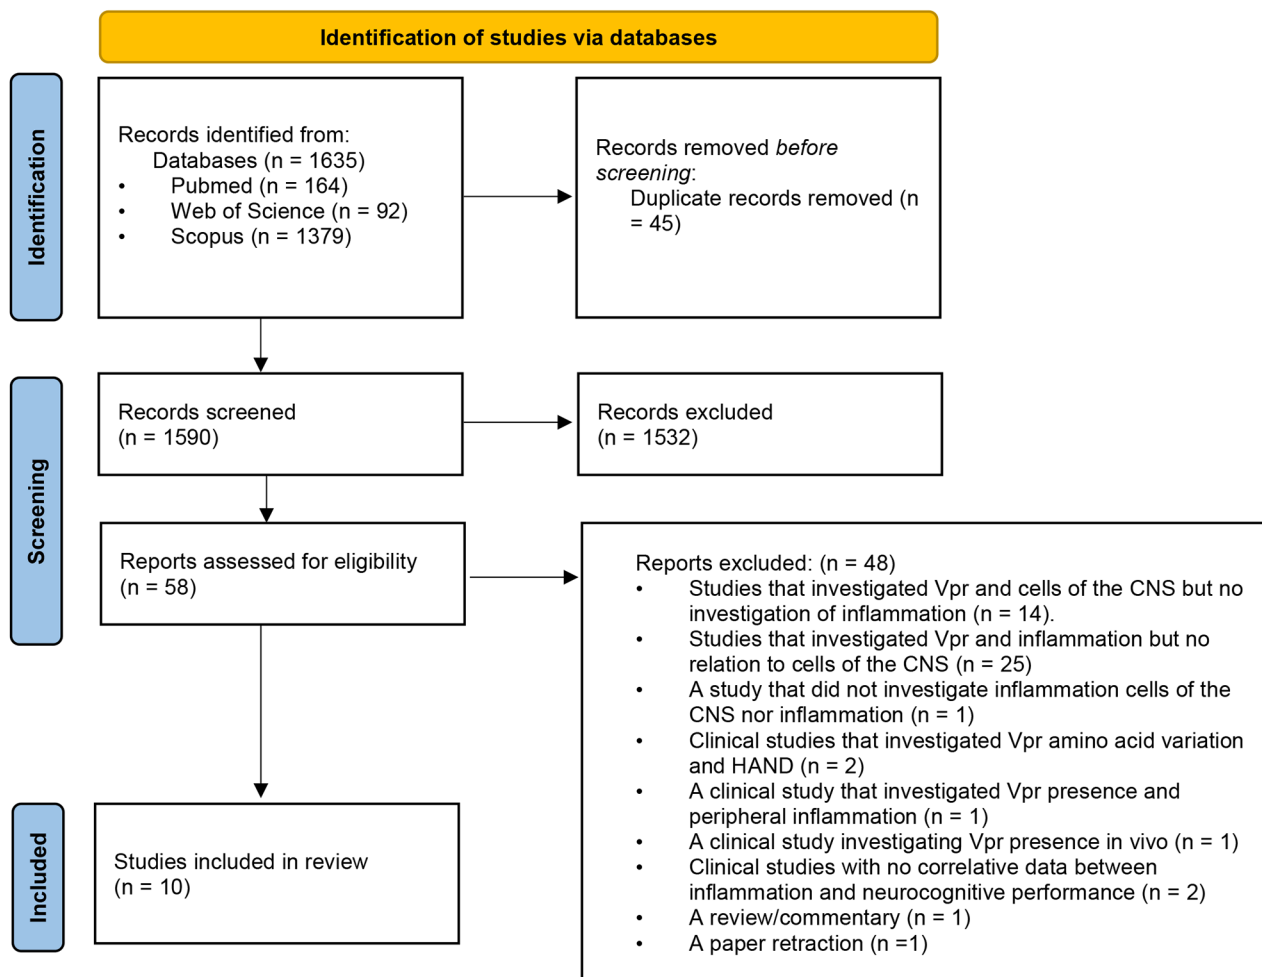 Identification of studies via databases
Identification
Records identified from:
Databases (n = 1635)
• Pubmed (n = 164)
• Web of Science (n = 92)
• Scopus (n = 1379)
Records removed before
screening:
Duplicate records removed (n
= 45)
Screening
Records screened
(n = 1590)
Records excluded
(n = 1532)
Reports assessed for eligibility
(n = 58)
Reports excluded: (n = 48)
• Studies that investigated Vpr and cells of the CNS but no
investigation of inflammation (n = 14).
• Studies that investigated Vpr and inflammation but no
relation to cells of the CNS (n = 25)
• A study that did not investigate inflammation cells of the
CNS nor inflammation (n = 1)
• Clinical studies that investigated Vpr amino acid variation
and HAND (n = 2)
• A clinical study that investigated Vpr presence and
peripheral inflammation (n = 1)
• A clinical study investigating Vpr presence in vivo (n = 1)
• Clinical studies with no correlative data between
inflammation and neurocognitive performance (n = 2)
• A review/commentary (n = 1)
• A paper retraction (n =1)
Included
Studies included in review
(n = 10)